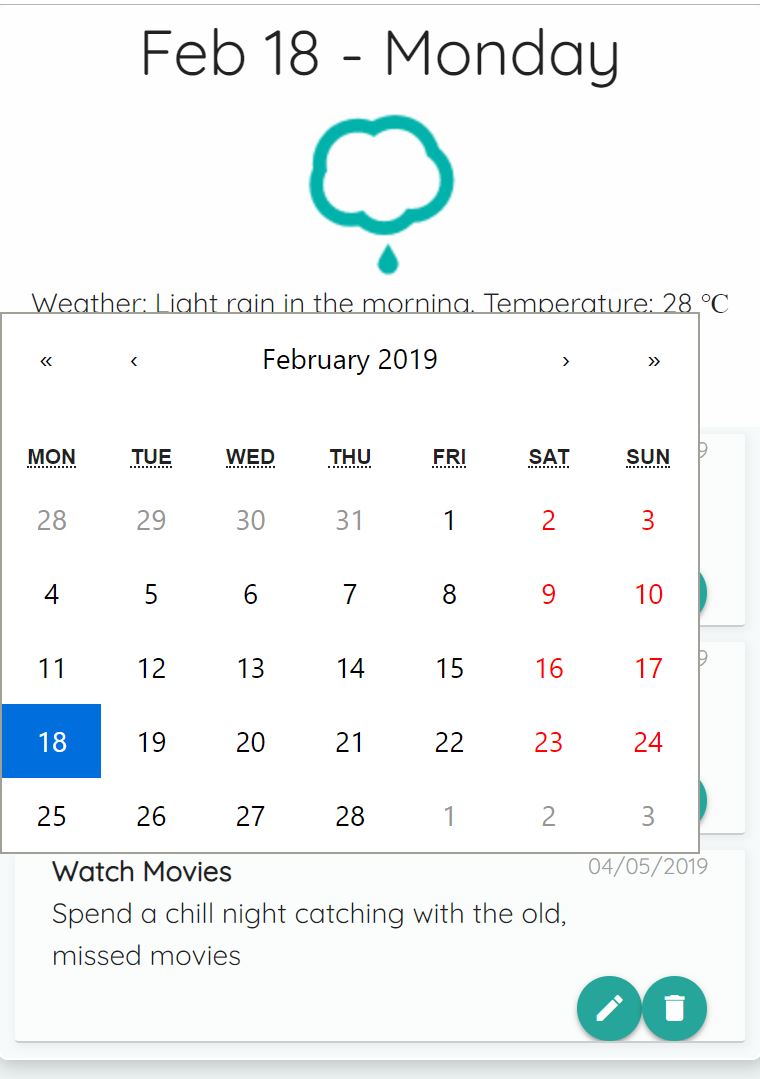 Feb 18 - Monday
Weather: Light rain in the morning. Temperature: 28 °C
« ‹ February 2019 › »
MON TUE WED THU FRI SAT SUN
28 29 30 31 1 2 3
4 5 6 7 8 9 10
11 12 13 14 15 16 17
18 19 20 21 22 23 24
25 26 27 28 1 2 3
9
9
Watch Movies
04/05/2019
Spend a chill night catching with the old,
missed movies